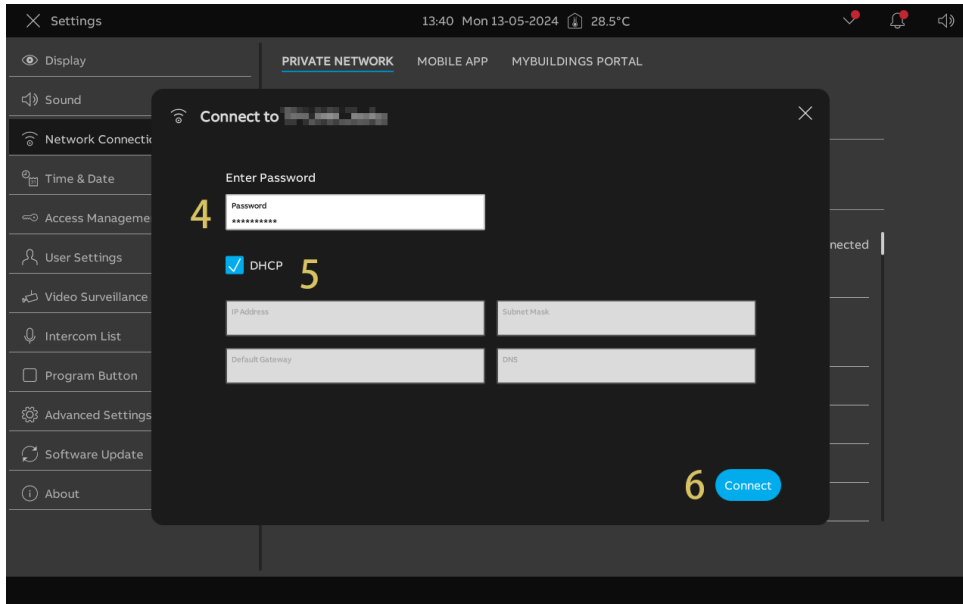 Settings
13:40 Mon 13-05-2024 28.5°C
Display
PRIVATE NETWORK MOBILE APP MYBUILDINGS PORTAL
Sound
Connect to
Network Connectio
Enter Password
Time & Date
Password
**********
4
Access Manageme
User Settings
nnected
DHCP
5
Video Surveillance
IP Address
Subnet Mask
Intercom List
Default Gateway
DNS
Program Button
Advanced Settings
Software Update
6
Connect
About